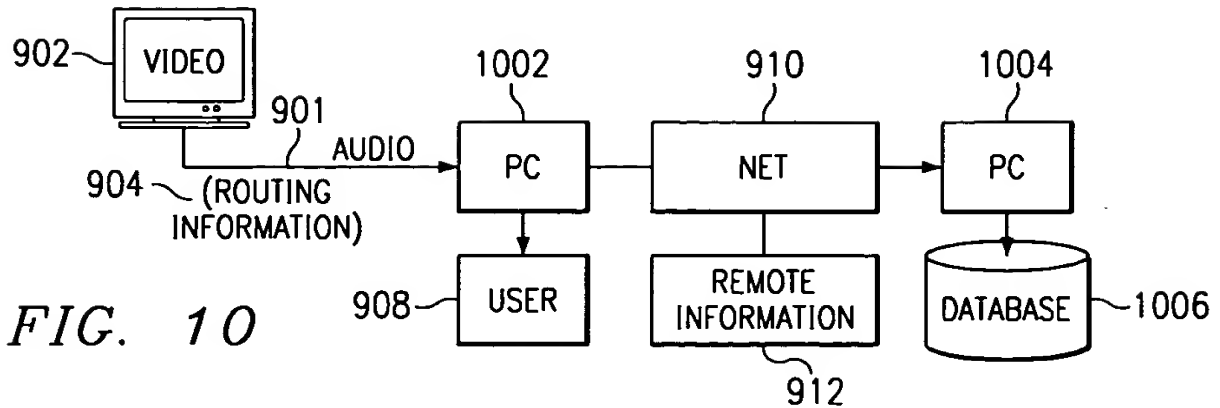 902
VIDEO
901
AUDIO
904
(ROUTING
INFORMATION)
1002
PC
910
NET
1004
PC
908
USER
REMOTE
INFORMATION
912
DATABASE
1006
FIG. 10